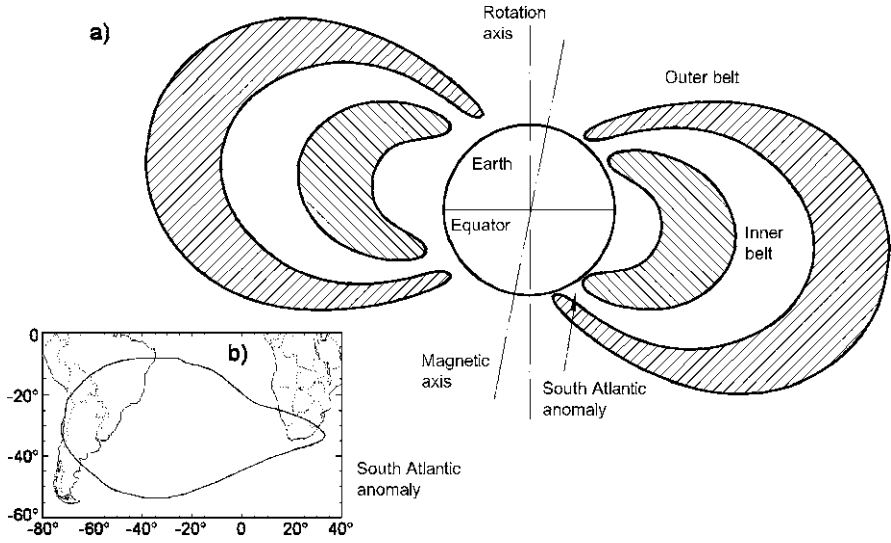 a)
Rotation
axis
Outer belt
Earth
Equator
Inner
belt
Magnetic
axis
South Atlantic
anomaly
b)
0
-20°
-40°
-60°
-80° -60° -40° -20° 0 20° 40°
South Atlantic
anomaly